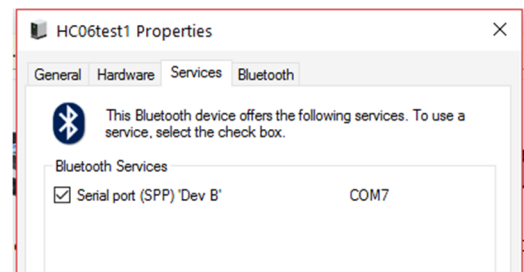 HC06test1 Properties
General Hardware Services Bluetooth
This Bluetooth device offers the following services. To use a
service, select the check box.
Bluetooth Services
Serial port (SPP) 'Dev B' COM7